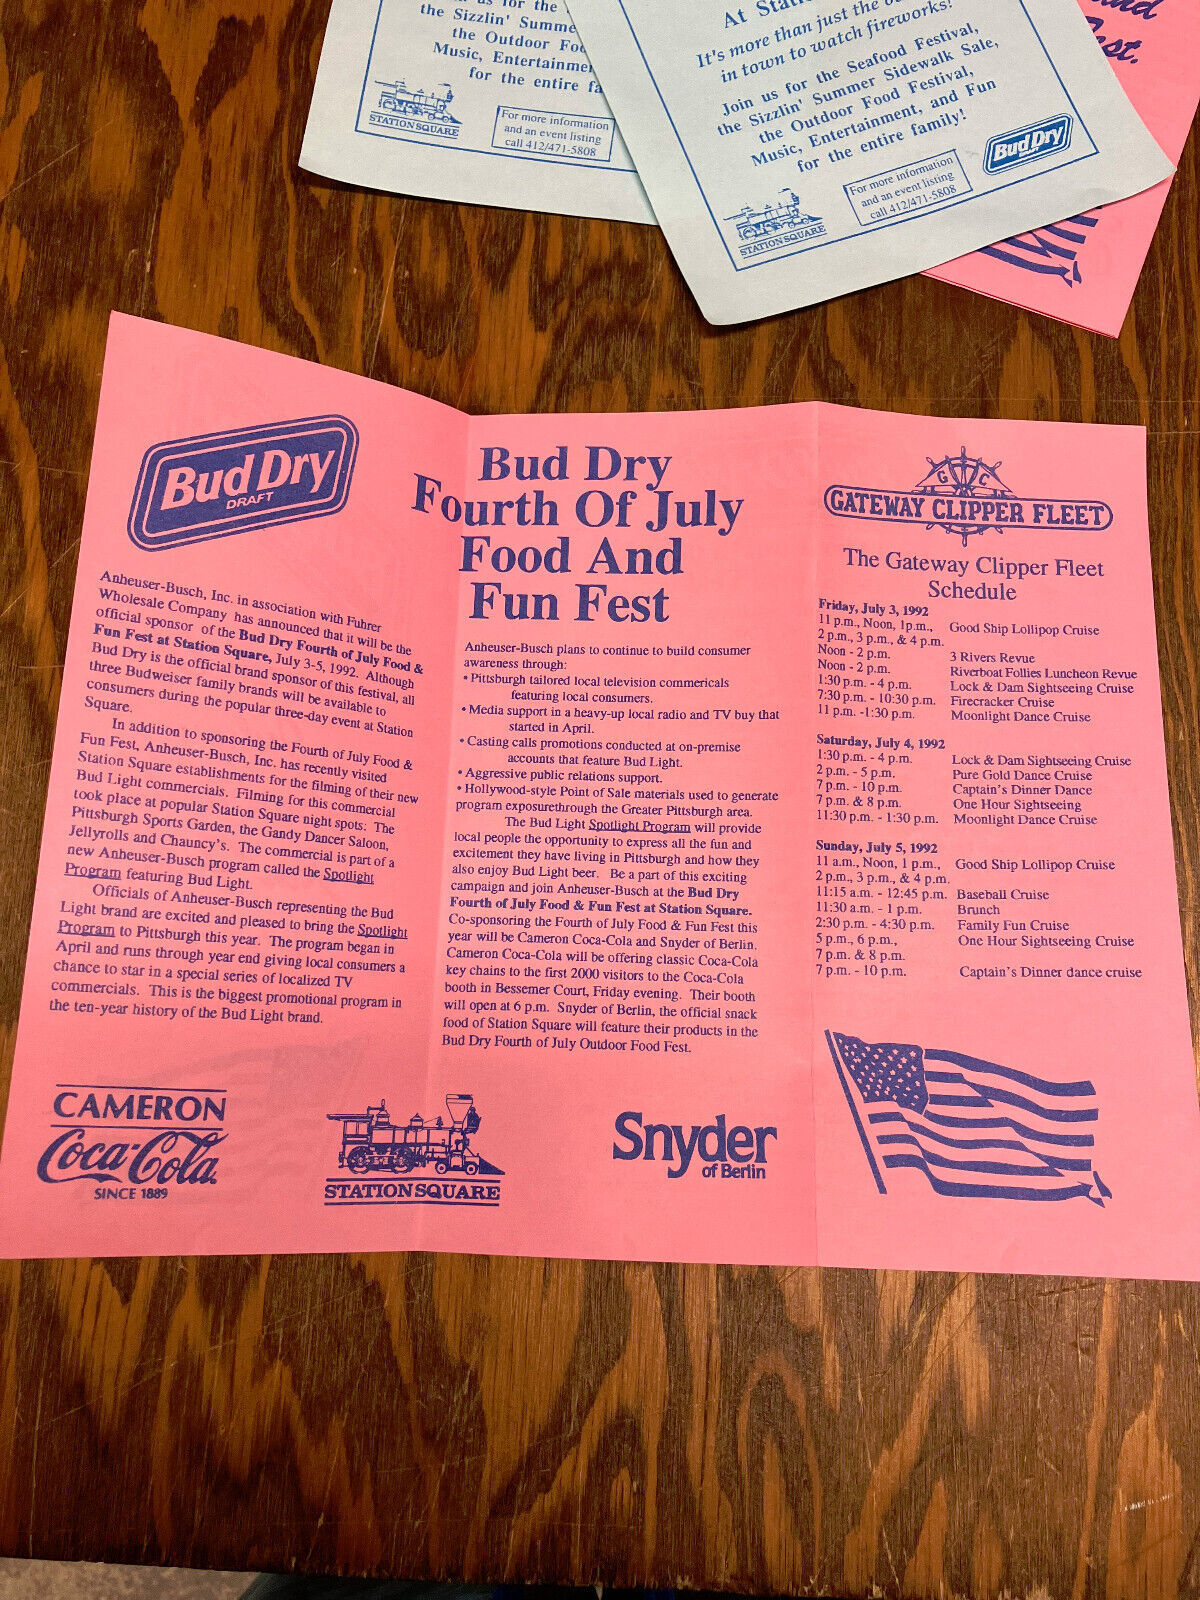 us for the
the Sizzlin' Summe
the Outdoor Foo
Music, Entertainme
for the entire fa
STATION SQUARE
For more information
and an event listing
call 412/471-5808
At Stati
It's more than just the
in town to watch fireworks!
Join us for the Seafood Festival,
the Sizzlin' Summer Sidewalk Sale,
the Outdoor Food Festival,
Music, Entertainment, and Fun
for the entire family!
STATION SQUARE
For more information
and an event listing
call 412/471-5808
Bud Dry
Bud Dry
DRAFT
Anheuser-Busch, Inc. in association with Fuhrer
Wholesale Company has announced that it will be the
official sponsor of the Bud Dry Fourth of July Food &
Fun Fest at Station Square, July 3-5, 1992. Although
Bud Dry is the official brand sponsor of this festival, all
three Budweiser family brands will be available to
consumers during the popular three-day event at Station
Square.
In addition to sponsoring the Fourth of July Food &
Fun Fest, Anheuser-Busch, Inc. has recently visited
Station Square establishments for the filming of their new
Bud Light commercials. Filming for this commercial
took place at popular Station Square night spots: The
Pittsburgh Sports Garden, the Gandy Dancer Saloon,
Jellyrolls and Chauncy's. The commercial is part of a
new Anheuser-Busch program called the Spotlight
Program featuring Bud Light.
Officials of Anheuser-Busch representing the Bud
Light brand are excited and pleased to bring the Spotlight
Program to Pittsburgh this year. The program began in
April and runs through year end giving local consumers a
chance to star in a special series of localized TV
commercials. This is the biggest promotional program in
the ten-year history of the Bud Light brand.
CAMERON
Coca-Cola
SINCE 1889
Bud Dry
Fourth Of July
Food And
Fun Fest
Anheuser-Busch plans to continue to build consumer
awareness through:
• Pittsburgh tailored local television commericals
featuring local consumers.
• Media support in a heavy-up local radio and TV buy that
started in April.
• Casting calls promotions conducted at on-premise
accounts that feature Bud Light.
• Aggressive public relations support.
• Hollywood-style Point of Sale materials used to generate
program exposurethrough the Greater Pittsburgh area.
The Bud Light Spotlight Program will provide
local people the opportunity to express all the fun and
excitement they have living in Pittsburgh and how they
also enjoy Bud Light beer. Be a part of this exciting
campaign and join Anheuser-Busch at the Bud Dry
Fourth of July Food & Fun Fest at Station Square.
Co-sponsoring the Fourth of July Food & Fun Fest this
year will be Cameron Coca-Cola and Snyder of Berlin.
Cameron Coca-Cola will be offering classic Coca-Cola
key chains to the first 2000 visitors to the Coca-Cola
booth in Bessemer Court, Friday evening. Their booth
will open at 6 p.m. Snyder of Berlin, the official snack
food of Station Square will feature their products in the
Bud Dry Fourth of July Outdoor Food Fest.
STATION SQUARE
Snyder
of Berlin
G C
GATEWAY CLIPPER FLEET
The Gateway Clipper Fleet
Schedule
Friday, July 3, 1992
11 p.m., Noon, 1p.m., Good Ship Lollipop Cruise
2 p.m., 3 p.m., & 4 p.m.
Noon - 2 p.m. 3 Rivers Revue
Noon - 2 p.m. Riverboat Follies Luncheon Revue
1:30 p.m. - 4 p.m. Lock & Dam Sightseeing Cruise
7:30 p.m. - 10:30 p.m. Firecracker Cruise
11 p.m. -1:30 p.m. Moonlight Dance Cruise
Saturday, July 4, 1992
1:30 p.m. - 4 p.m. Lock & Dam Sightseeing Cruise
2 p.m. - 5 p.m, Pure Gold Dance Cruise
7 p.m. - 10 p.m. Captain's Dinner Dance
7 p.m. & 8 p.m. One Hour Sightseeing
11:30 p.m. - 1:30 p.m. Moonlight Dance Cruise
Sunday, July 5, 1992
11 a.m., Noon, 1 p.m., Good Ship Lollipop Cruise
2 p.m., 3 p.m., & 4 p.m.
11:15 a.m. - 12:45 p.m. Baseball Cruise
11:30 a.m. - 1 p.m. Brunch
2:30 p.m. - 4:30 p.m. Family Fun Cruise
5 p.m., 6 p.m., One Hour Sightseeing Cruise
7 p.m. & 8 p.m.
7 p.m. - 10 p.m. Captain's Dinner dance cruise